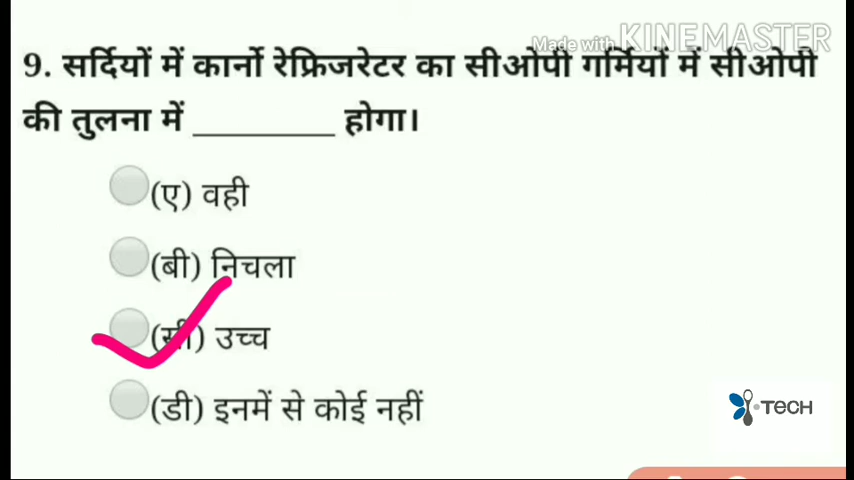 Made with KINEMASTER
9. सर्दियों में कार्नो रेफ्रिजरेटर का सीओपी गर्मियों में सीओपी
की तुलना में _________ होगा।
(ए) वही
(बी) निचला
(सी) उच्च
(डी) इनमें से कोई नहीं
TECH